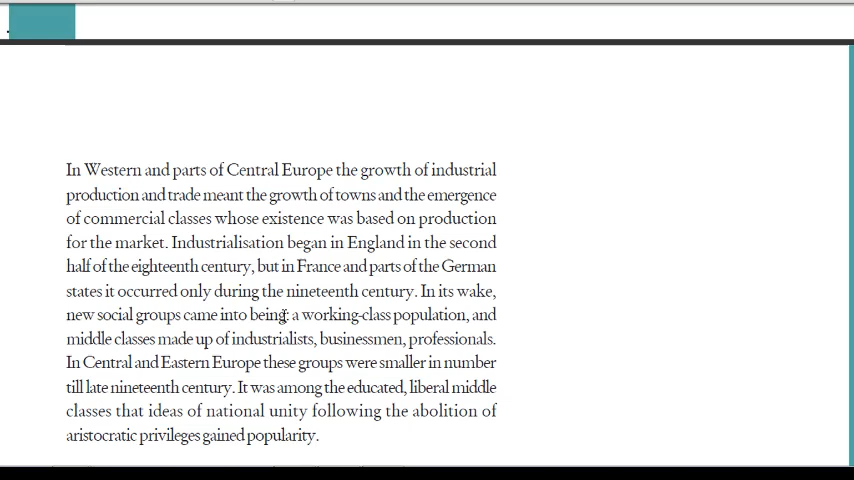 In Western and parts of Central Europe the growth of industrial
production and trade meant the growth of towns and the emergence
of commercial classes whose existence was based on production
for the market. Industrialisation began in England in the second
half of the eighteenth century, but in France and parts of the German
states it occurred only during the nineteenth century. In its wake,
new social groups came into being: a working-class population, and
middle classes made up of industrialists, businessmen, professionals.
In Central and Eastern Europe these groups were smaller in number
till late nineteenth century. It was among the educated, liberal middle
classes that ideas of national unity following the abolition of
aristocratic privileges gained popularity.